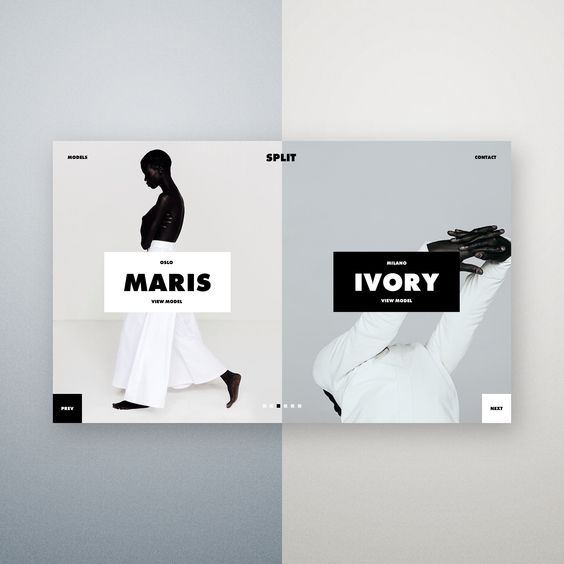 MODELS
SPLIT
CONTACT
OSLO
MARIS
VIEW MODEL
MILANO
IVORY
VIEW MODEL
PREV
NEXT